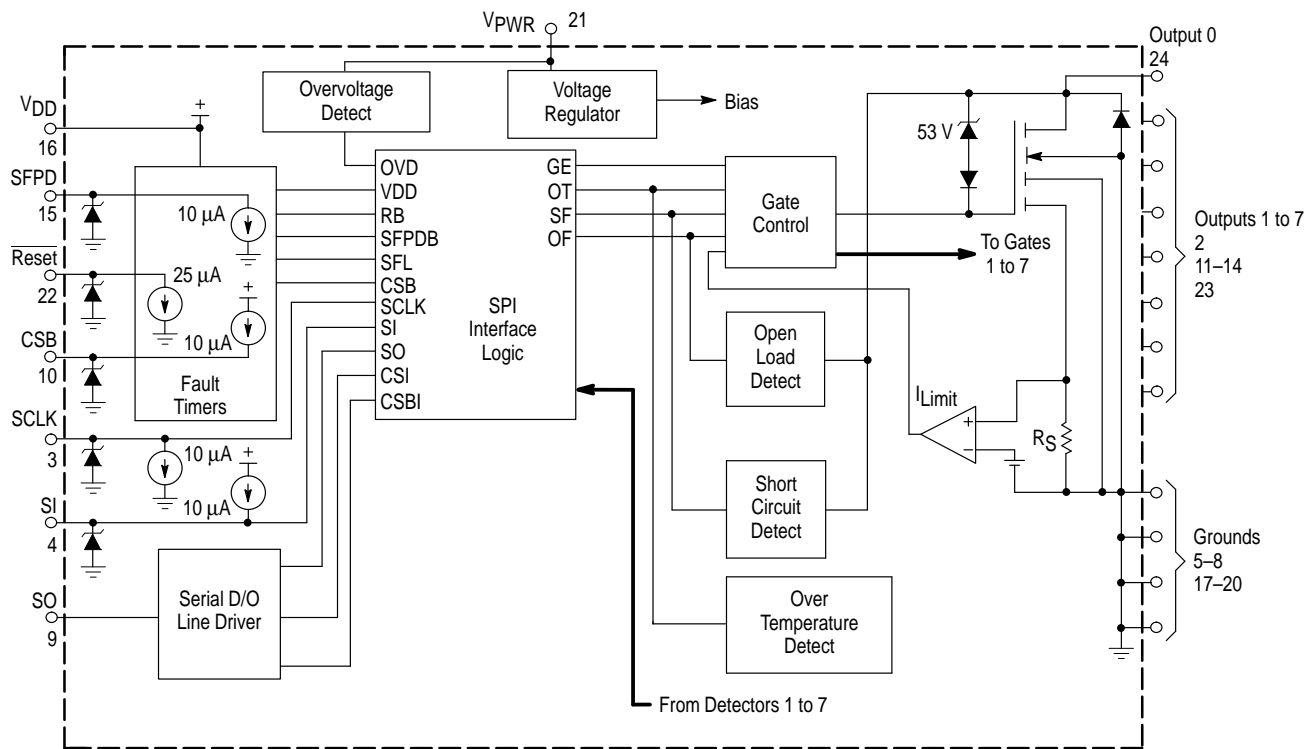 VPWR 21
Output 0
24
Overvoltage
Detect
Voltage
Regulator
Bias
VDD
16
+
53 V
SFPD
15
10 µA
Reset
22
25 µA
+
10 µA
CSB
10
Fault
Timers
OVD
VDD
RB
SFPDB
SFL
CSB
SCLK
SI
SO
CSI
CSBI
SPI
Interface
Logic
GE
OT
SF
OF
Gate
Control
To Gates
1 to 7
Outputs 1 to 7
2
11–14
23
Open
Load
Detect
ILimit
+
–
RS
SCLK
3
10 µA
+
10 µA
SI
4
Short
Circuit
Detect
Grounds
5–8
17–20
SO
9
Serial D/O
Line Driver
Over
Temperature
Detect
From Detectors 1 to 7